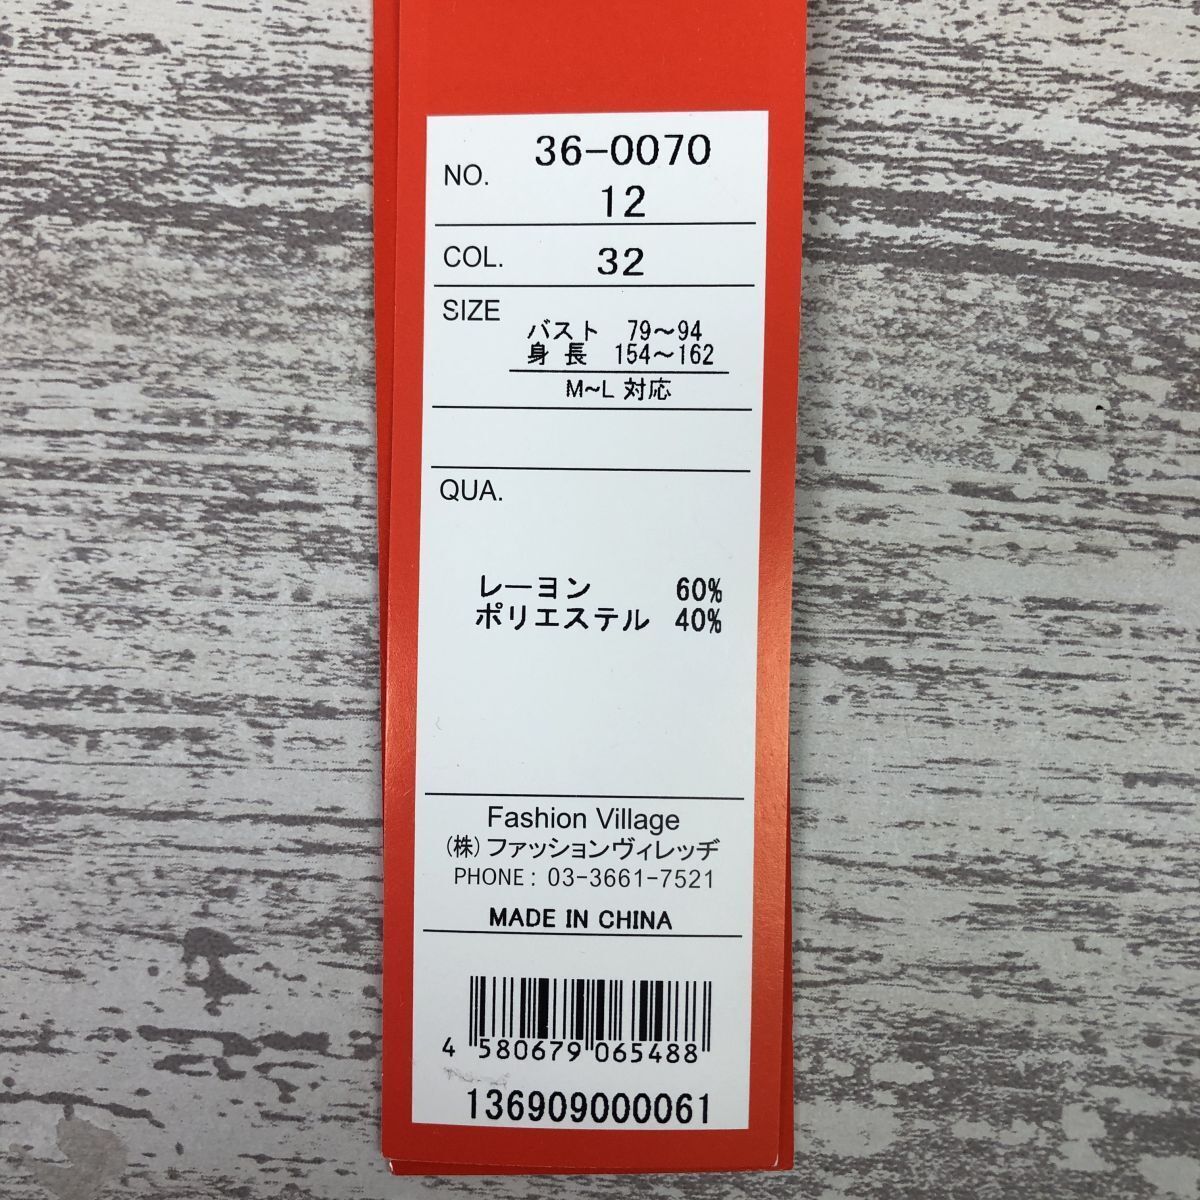 NO. 36-0070
12
COL. 32
SIZE
バスト 79～94
身長 154～162
M~L 対応
QUA.
レーヨン 60%
ポリエステル 40%
Fashion Village
(株)ファッションヴィレッヂ
PHONE: 03-3661-7521
MADE IN CHINA
4 580679 065488
136909000061